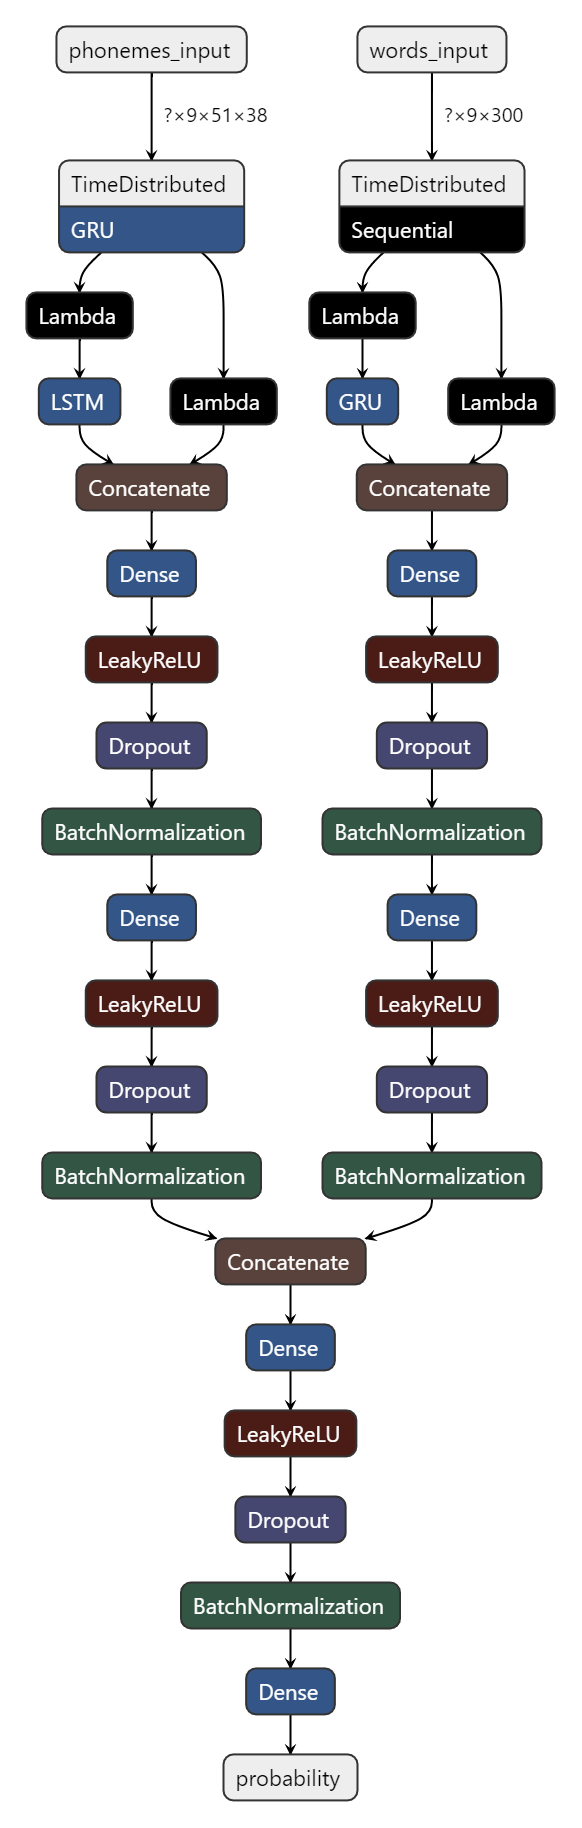 phonemes_input
words_input
?×9×51×38
?×9×300
TimeDistributed
GRU
TimeDistributed
Sequential
Lambda
Lambda
LSTM
Lambda
GRU
Lambda
Concatenate
Concatenate
Dense
Dense
LeakyReLU
LeakyReLU
Dropout
Dropout
BatchNormalization
BatchNormalization
Dense
Dense
LeakyReLU
LeakyReLU
Dropout
Dropout
BatchNormalization
BatchNormalization
Concatenate
Dense
LeakyReLU
Dropout
BatchNormalization
Dense
probability